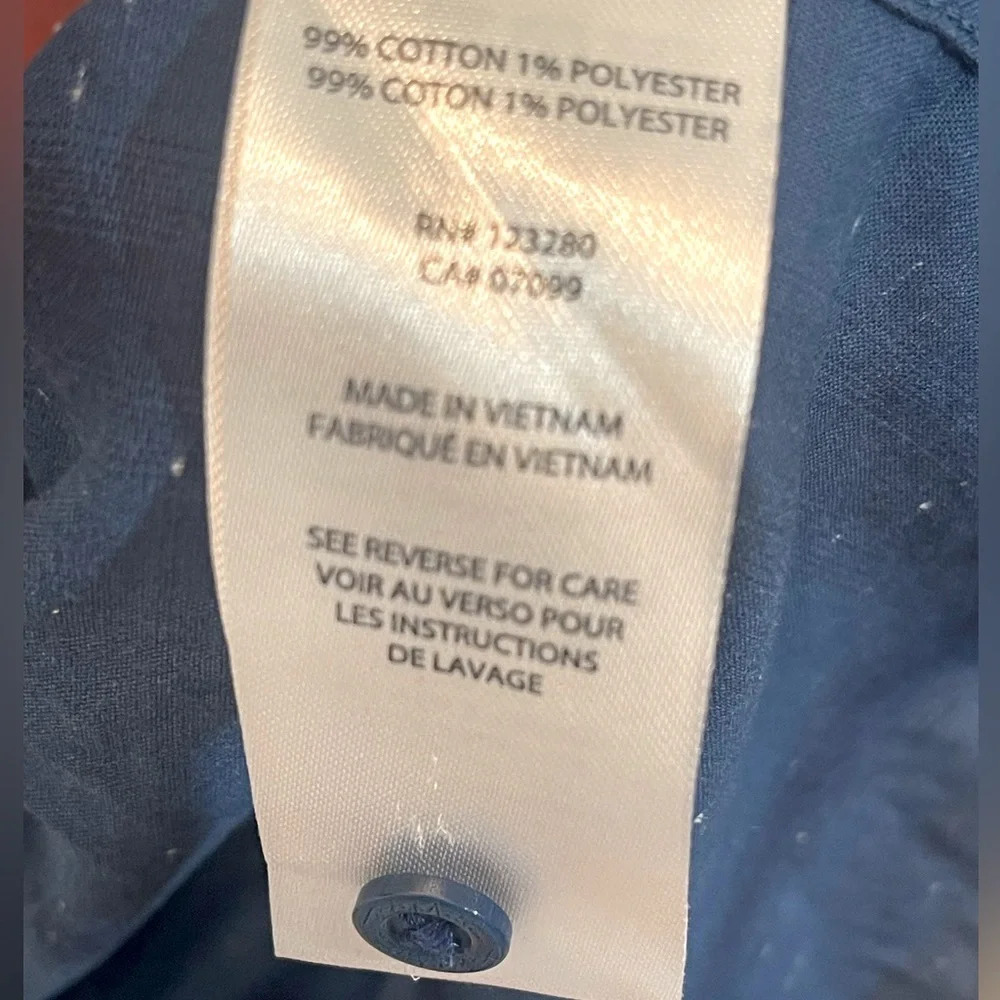 99% COTTON 1% POLYESTER
99% COTON 1% POLYESTER
RN# 123280
CA# 07099
MADE IN VIETNAM
FABRIQUÉ EN VIETNAM
SEE REVERSE FOR CARE
VOIR AU VERSO POUR
LES INSTRUCTIONS
DE LAVAGE